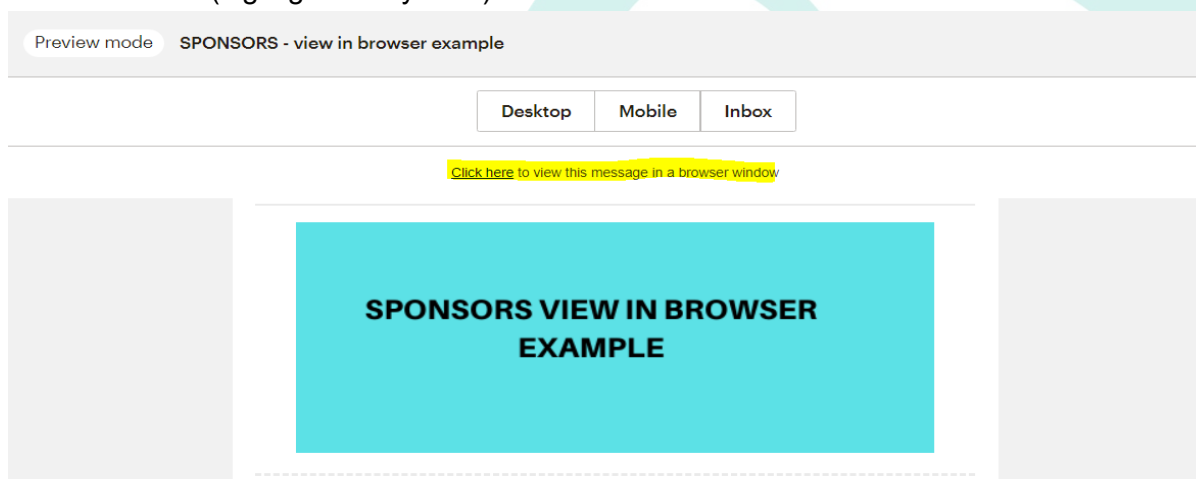 Preview mode SPONSORS - view in browser example
Desktop Mobile Inbox
Click here to view this message in a browser window
SPONSORS VIEW IN BROWSER
EXAMPLE